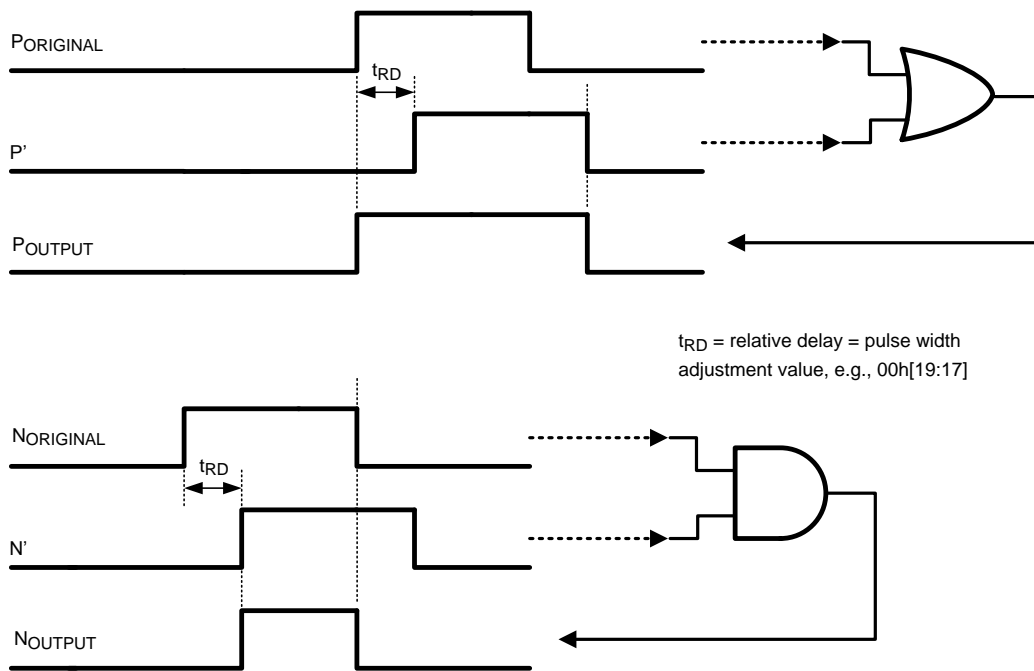 PORIGINAL
tRD
P'
POUTPUT
tRD = relative delay = pulse width
adjustment value, e.g., 00h[19:17]
NORIGINAL
tRD
N'
NOUTPUT